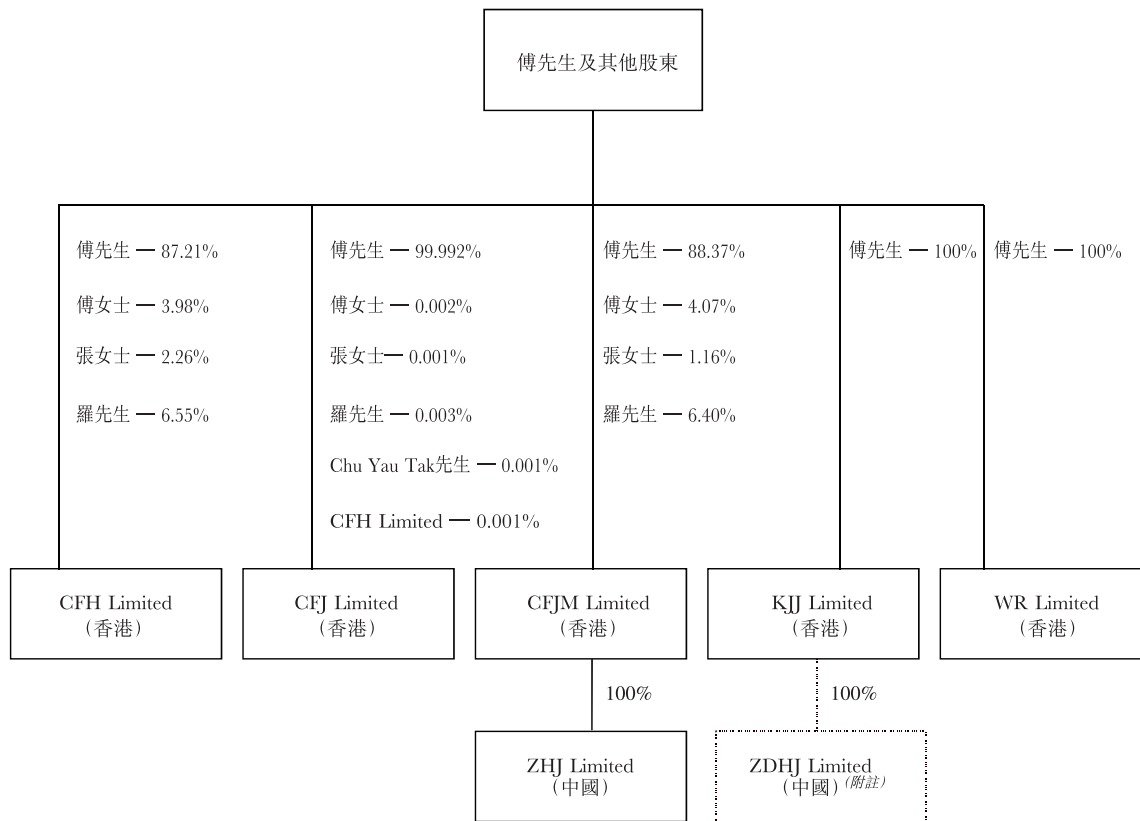 傅先生及其他股東
傅先生 — 87.21%
傅女士 — 3.98%
張女士 — 2.26%
羅先生 — 6.55%
傅先生 — 99.992%
傅女士 — 0.002%
張女士— 0.001%
羅先生 — 0.003%
Chu Yau Tak先生 — 0.001%
CFH Limited — 0.001%
傅先生 — 88.37%
傅女士 — 4.07%
張女士 — 1.16%
羅先生 — 6.40%
傅先生 — 100%
傅先生 — 100%
CFH Limited
(香港)
CFJ Limited
(香港)
CFJM Limited
(香港)
KJJ Limited
(香港)
WR Limited
(香港)
100%
100%
ZHJ Limited
(中國)
ZDHJ Limited
(中國)(附註)